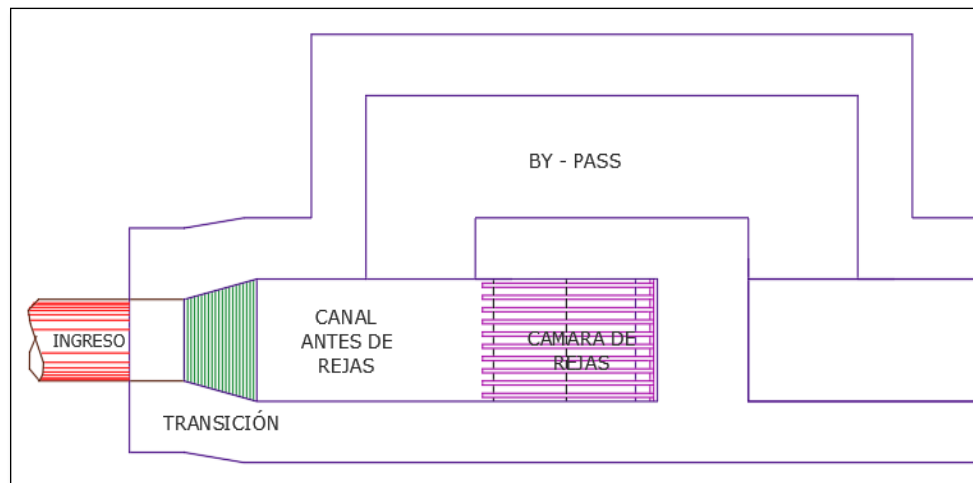 BY - PASS
INGRESO
CANAL
ANTES DE
REJAS
CAMARA DE
REJAS
TRANSICIÓN